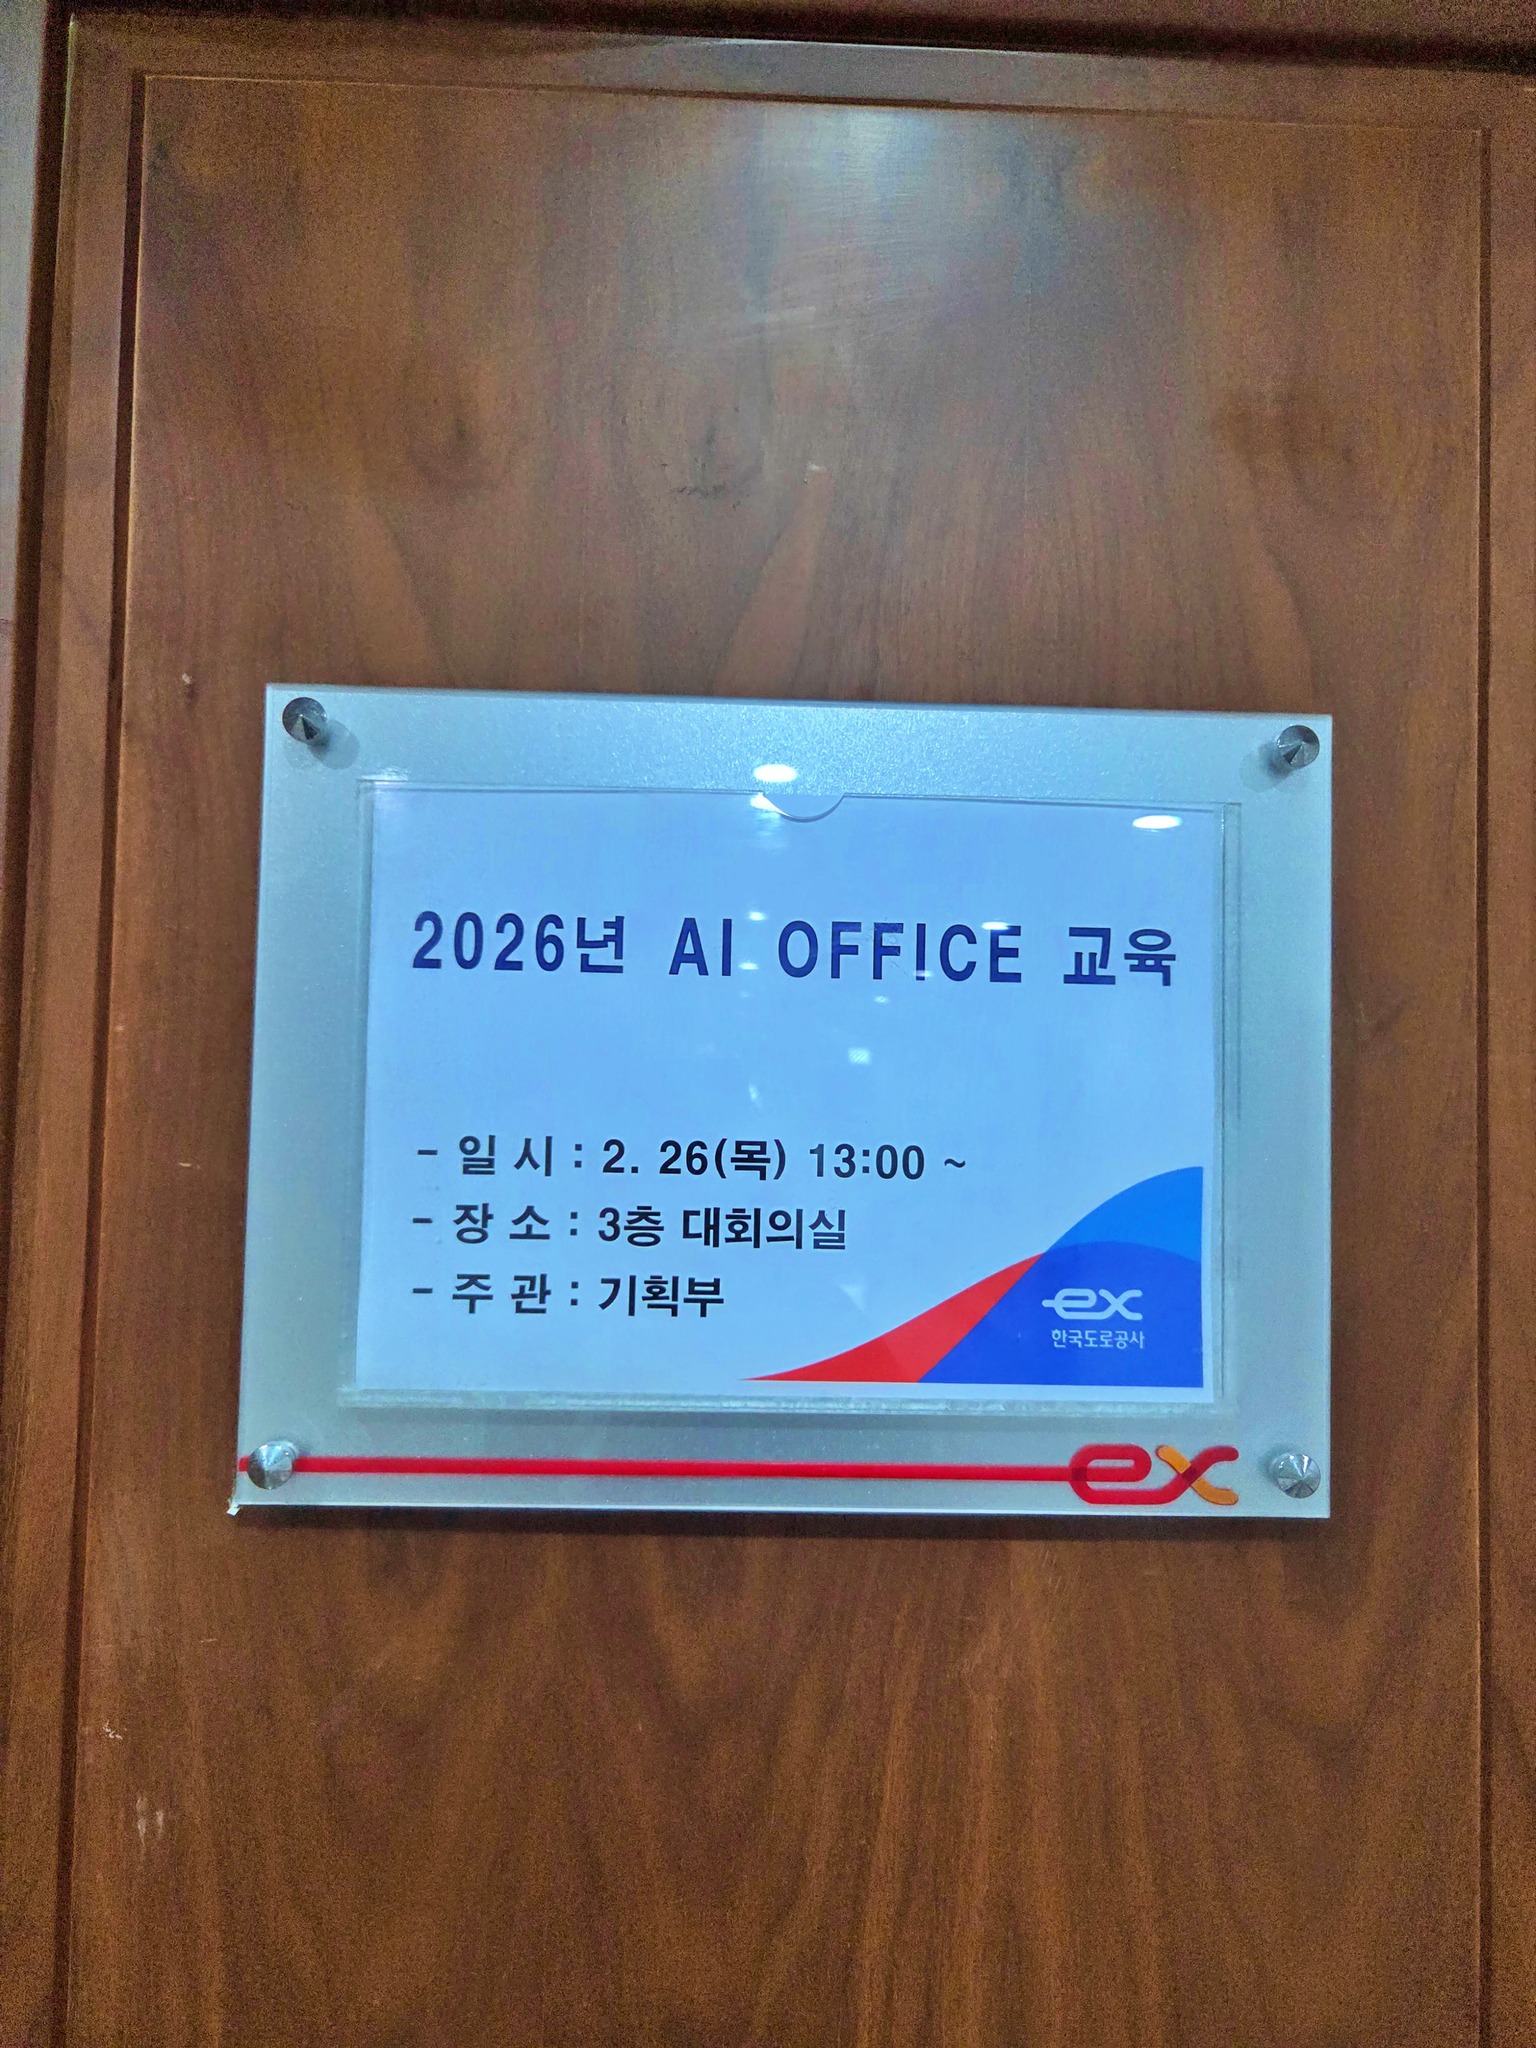 2026년 AI OFFICE 교육
- 일 시 : 2. 26(목) 13:00 ~
- 장 소 : 3층 대회의실
- 주 관 : 기획부
ex
한국도로공사
ex